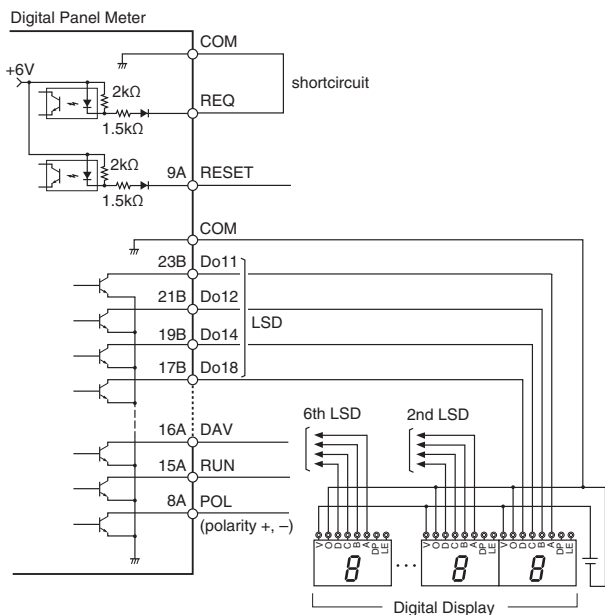 Digital Panel Meter
COM
+6V
2kΩ
shortcircuit
REQ
1.5kΩ
2kΩ
9A RESET
1.5kΩ
COM
23B Do11
21B Do12
LSD
19B Do14
17B Do18
6th LSD
2nd LSD
16A DAV
15A RUN
8A POL
(polarity +, −)
V O D C B A DP LE
V O D C B A DP LE
V O D C B A DP LE
8 ... 8 8
Digital Display